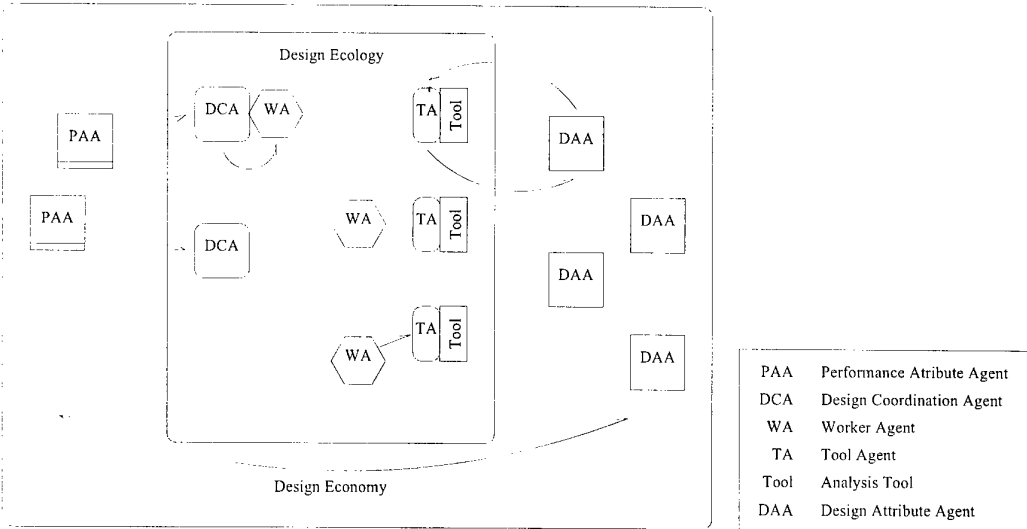 Design Ecology
DCA
WA
TA
Tool
PAA
DAA
PAA
WA
TA
Tool
DAA
DCA
DAA
WA
TA
Tool
DAA
Design Economy
PAA Performance Atribute Agent
DCA Design Coordination Agent
WA Worker Agent
TA Tool Agent
Tool Analysis Tool
DAA Design Attribute Agent